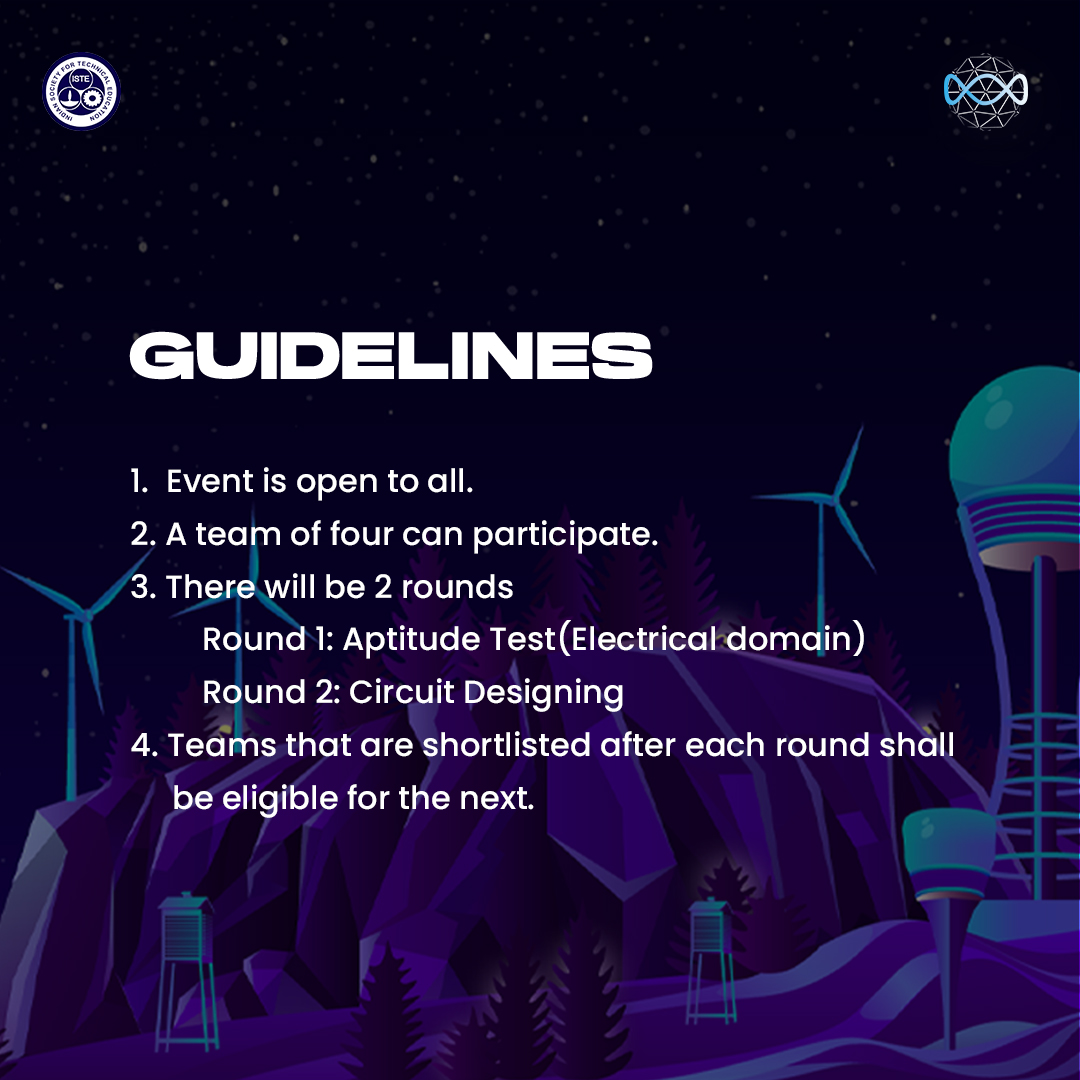 INDIAN SOCIETY FOR TECHNICAL EDUCATION
ISTE
GUIDELINES
1. Event is open to all.
2. A team of four can participate.
3. There will be 2 rounds
Round 1: Aptitude Test(Electrical domain)
Round 2: Circuit Designing
4. Teams that are shortlisted after each round shall
be eligible for the next.